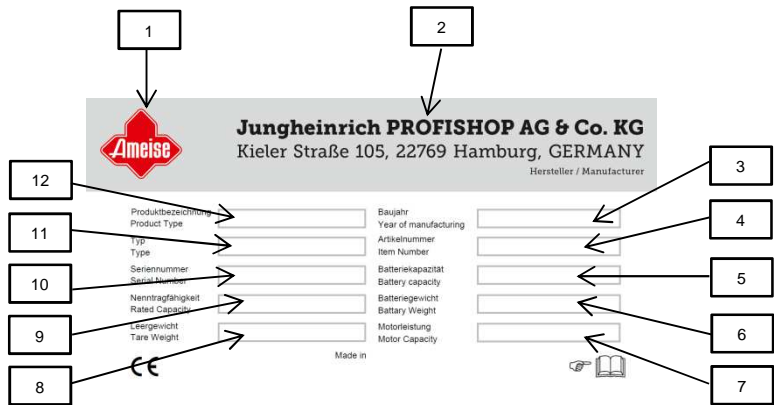 1
2
Ameise
Jungheinrich PROFISHOP AG & Co. KG
Kieler Straße 105, 22769 Hamburg, GERMANY
Hersteller / Manufacturer
12
3
Produktbezeichnung
Product Type
Baujahr
Year of manufacturing
11
4
Typ
Type
Artikelnummer
Item Number
10
5
Seriennummer
Serial Number
Batteriekapazität
Battery capacity
9
6
Nenntragfähigkeit
Rated Capacity
Batteriegewicht
Battary Weight
8
7
Leergewicht
Tare Weight
Motorleistung
Motor Capacity
CE
Made in